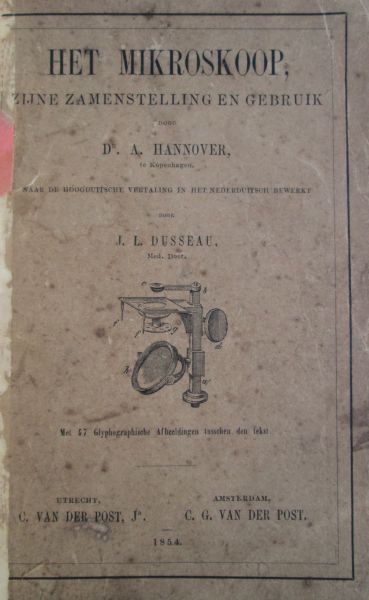 HET MIKROSKOOP,
ZIJNE ZAMENSTELLING EN GEBRUIK
DOOR
Dr. A. HANNOVER,
te Kopenhagen.
NAAR DE HOOGDUITSCHE VERTALING IN HET NEDERDUITSCH BEWERKT
DOOR
J. L. DUSSEAU,
Med. Doct.
Met 57 Glyphographische Afbeeldingen tusschen den Tekst
UTRECHT, AMSTERDAM,
C. VAN DER POST, Jr. C. G. VAN DER POST.
1854.